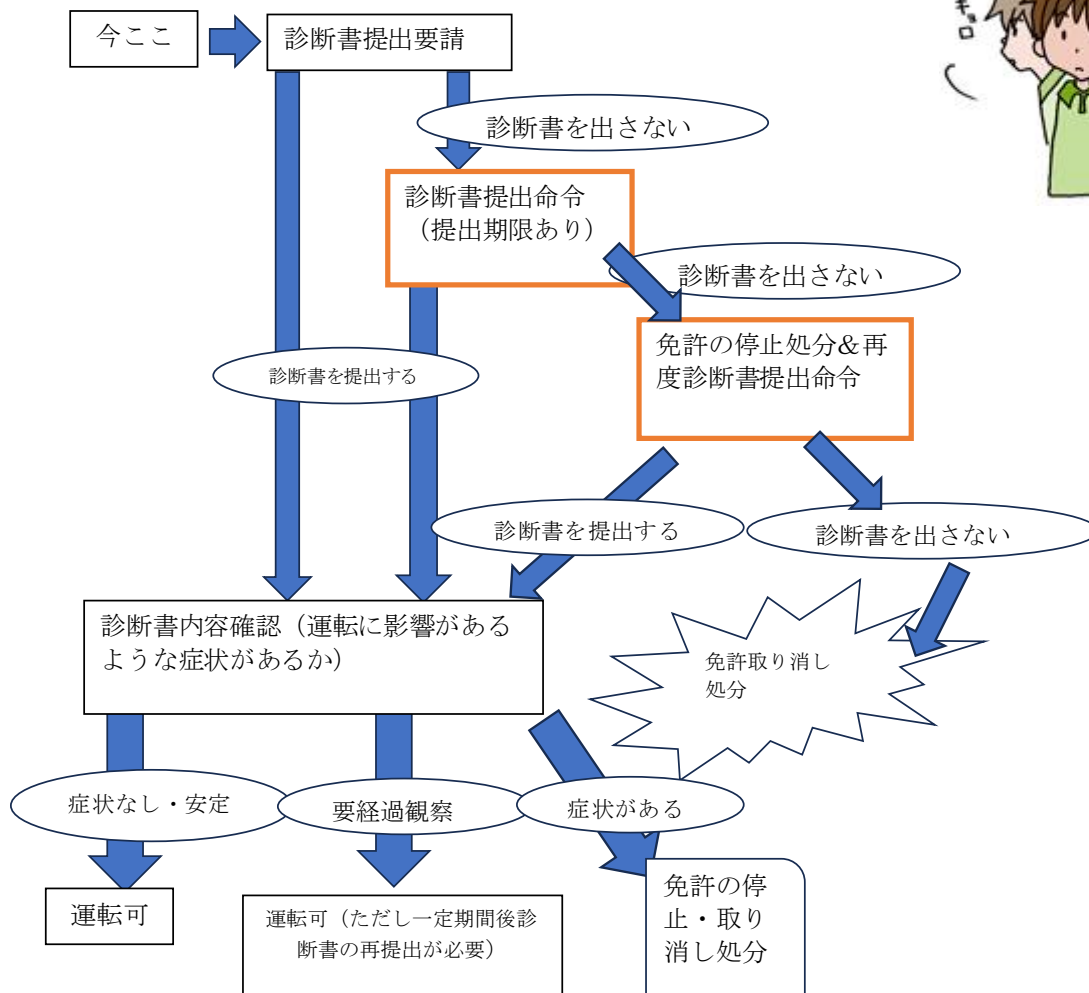 今ここ
診断書提出要請
キョロ
診断書を出さない
診断書提出命令
（提出期限あり）
診断書を出さない
免許の停止処分&再
度診断書提出命令
診断書を提出する
診断書を提出する
診断書を出さない
診断書内容確認（運転に影響がある
ような症状があるか）
免許取り消し
処分
症状なし・安定
要経過観察
症状がある
運転可
運転可（ただし一定期間後診
断書の再提出が必要）
免許の停
止・取り
消し処分